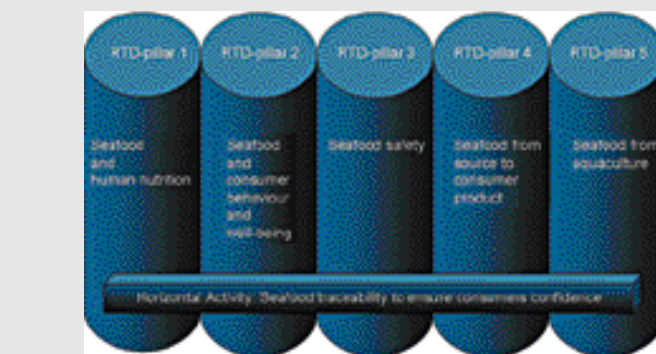 RTD-pillar 1
RTD-pillar 2
RTD-pillar 3
RTD-pillar 4
RTD-pillar 5
Seafood
and
human nutrition
Seafood
and
consumer
behaviour
and
well-being
Seafood safety
Seafood from
source to
consumer
product
Seafood from
aquaculture
Horizontal Activity: Seafood traceability to ensure consumers confidence